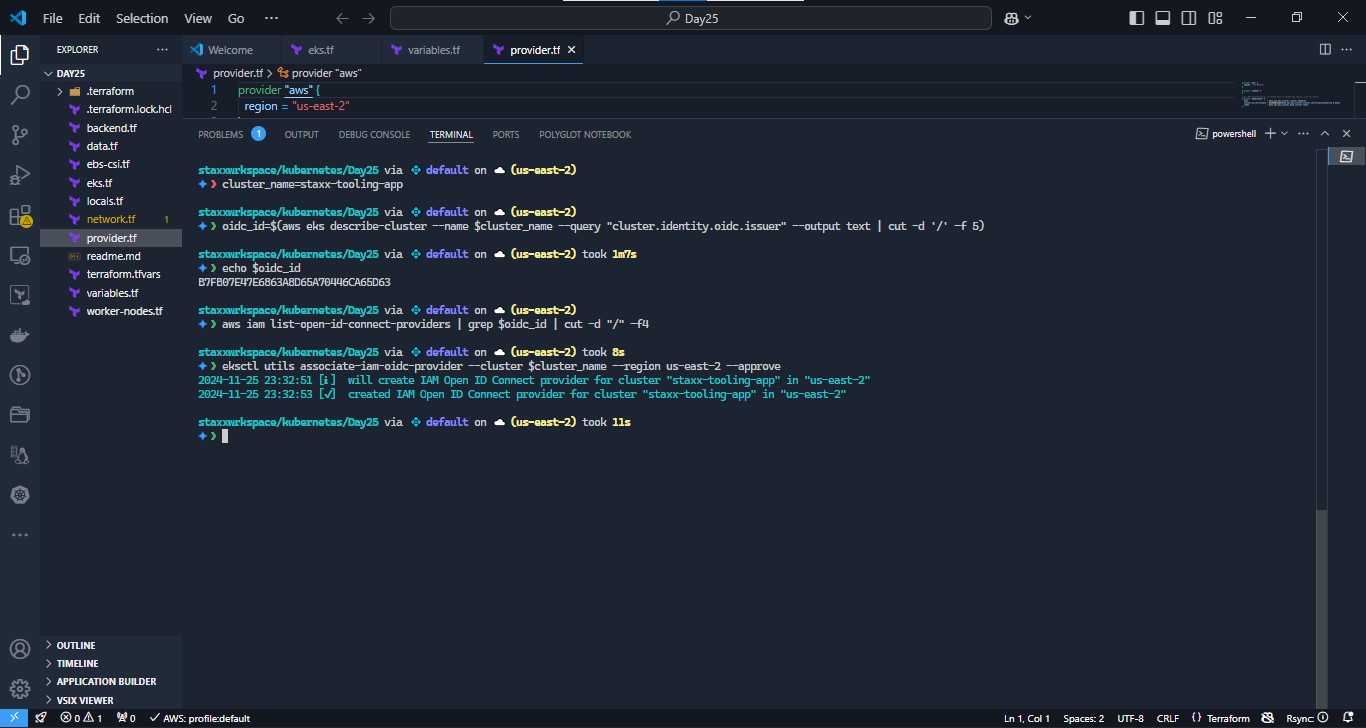 File Edit Selection View Go ··· Day25
EXPLORER ···
Welcome eks.tf variables.tf provider.tf
DAY25
.terraform
.terraform.lock.hcl
backend.tf
data.tf
ebs-csi.tf
eks.tf
locals.tf
network.tf 1
provider.tf
readme.md
terraform.tfvars
variables.tf
worker-nodes.tf
OUTLINE
TIMELINE
APPLICATION BUILDER
VSIX VIEWER
provider.tf > provider "aws"
1 provider "aws" {
2 region = "us-east-2"
PROBLEMS 1 OUTPUT DEBUG CONSOLE TERMINAL PORTS POLYGLOT NOTEBOOK powershell
staxxwrkspace/kubernetes/Day25 via default on (us-east-2)
❯ cluster_name=staxx-tooling-app
staxxwrkspace/kubernetes/Day25 via default on (us-east-2)
❯ oidc_id=$(aws eks describe-cluster --name $cluster_name --query "cluster.identity.oidc.issuer" --output text | cut -d '/' -f 5)
staxxwrkspace/kubernetes/Day25 via default on (us-east-2) took 1m7s
❯ echo $oidc_id
B7FB07E47E6863A8D65A70446CA65D63
staxxwrkspace/kubernetes/Day25 via default on (us-east-2)
❯ aws iam list-open-id-connect-providers | grep $oidc_id | cut -d "/" -f4
staxxwrkspace/kubernetes/Day25 via default on (us-east-2) took 8s
❯ eksctl utils associate-iam-oidc-provider --cluster $cluster_name --region us-east-2 --approve
2024-11-25 23:32:51 [ℹ] will create IAM Open ID Connect provider for cluster "staxx-tooling-app" in "us-east-2"
2024-11-25 23:32:53 [✔] created IAM Open ID Connect provider for cluster "staxx-tooling-app" in "us-east-2"
staxxwrkspace/kubernetes/Day25 via default on (us-east-2) took 11s
❯
0 1 0 AWS: profile:default Ln 1, Col 1 Spaces: 2 UTF-8 CRLF {} Terraform Rsync: